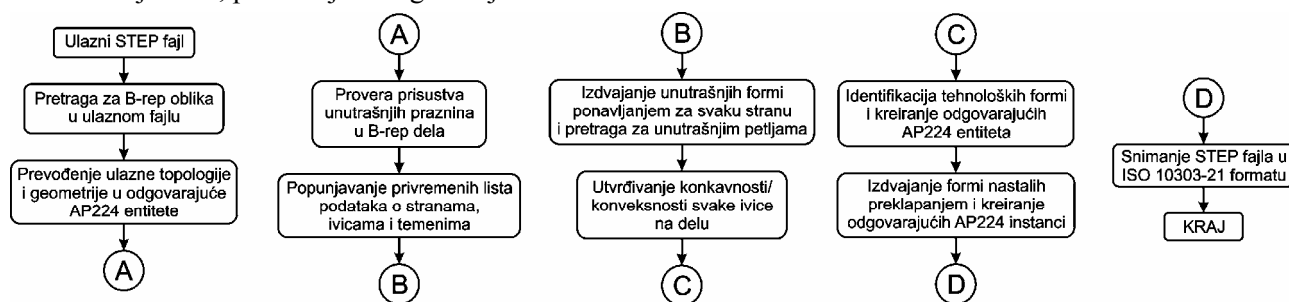 Ulazni STEP fajl
Pretraga za B-rep oblika
u ulaznom fajlu
Prevođenje ulazne topologije
i geometrije u odgovarajuće
AP224 entitete
A
A
Provera prisustva
unutrašnjih praznina
u B-rep dela
Popunjavanje privremenih lista
podataka o stranama,
ivicama i temenima
B
B
Izdvajanje unutrašnjih formi
ponavljanjem za svaku stranu
i pretraga za unutrašnjim petljama
Utvrđivanje konkavnosti/
konveksnosti svake ivice
na delu
C
C
Identifikacija tehnoloških formi
i kreiranje odgovarajućih
AP224 entiteta
Izdvajanje formi nastalih
preklapanjem i kreiranje
odgovarajućih AP224 instanci
D
D
Snimanje STEP fajla u
ISO 10303-21 formatu
KRAJ